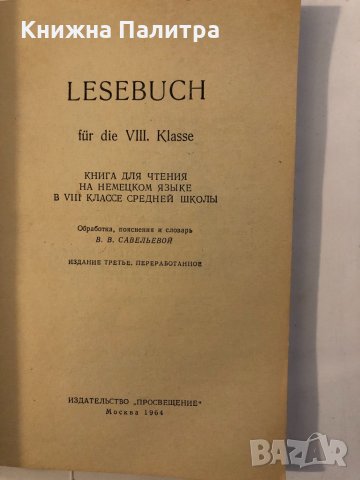 Книжна Палитра
LESEBUCH
für die VIII. Klasse
КНИГА ДЛЯ ЧТЕНИЯ
НА НЕМЕЦКОМ ЯЗЫКЕ
В VIII КЛАССЕ СРЕДНЕЙ ШКОЛЫ
Обработка, пояснения и словарь
В. В. САВЕЛЬЕВОЙ
ИЗДАНИЕ ТРЕТЬЕ, ПЕРЕРАБОТАННОЕ
ИЗДАТЕЛЬСТВО „ПРОСВЕЩЕНИЕ"
Москва 1964
BAZAR